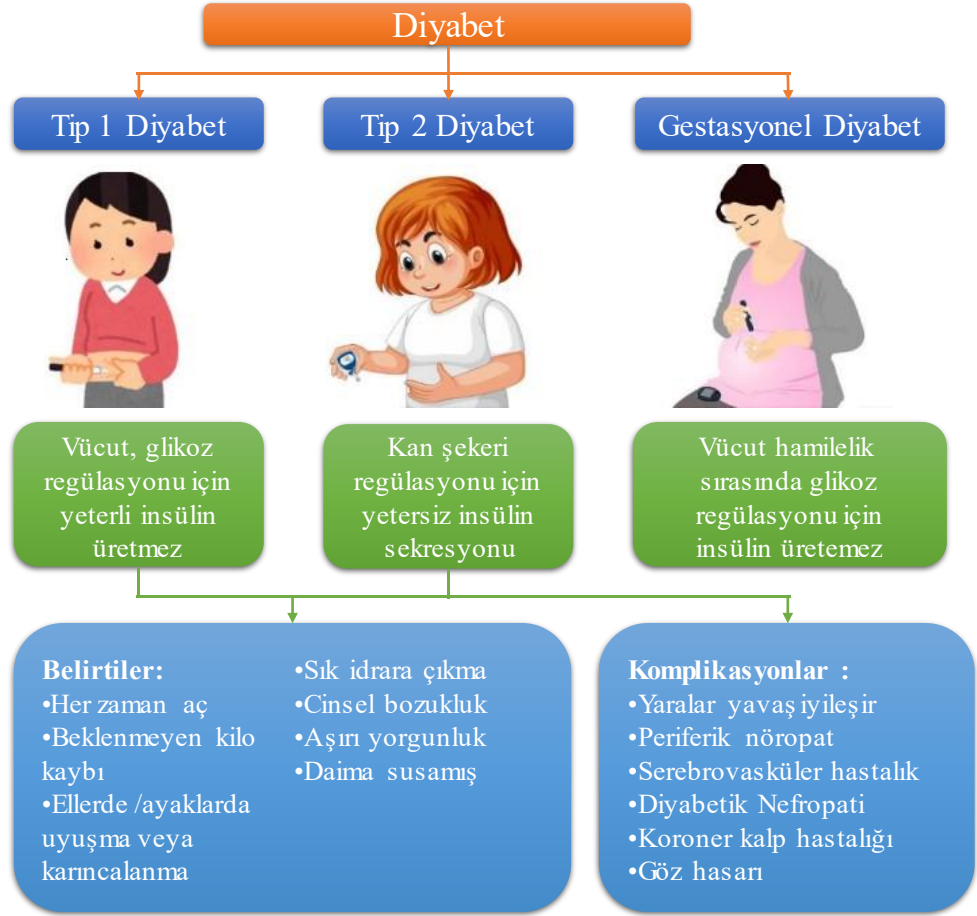 Diyabet
Tip 1 Diyabet
Tip 2 Diyabet
Gestasyonel Diyabet
Vücut, glikoz
regülasyonu için
yeterli insülin
üretmez
Kan şekeri
regülasyonu için
yetersiz insülin
sekresyonu
Vücut hamilelik
sırasında glikoz
regülasyonu için
insülin üretemez
Belirtiler:
•Her zaman aç
•Beklenmeyen kilo
kaybı
•Ellerde /ayaklarda
uyuşma veya
karıncalanma
•Sık idrara çıkma
•Cinsel bozukluk
•Aşırı yorgunluk
•Daima susamış
Komplikasyonlar :
•Yaralar yavaş iyileşir
•Periferik nöropat
•Serebrovasküler hastalık
•Diyabetik Nefropati
•Koroner kalp hastalığı
•Göz hasarı